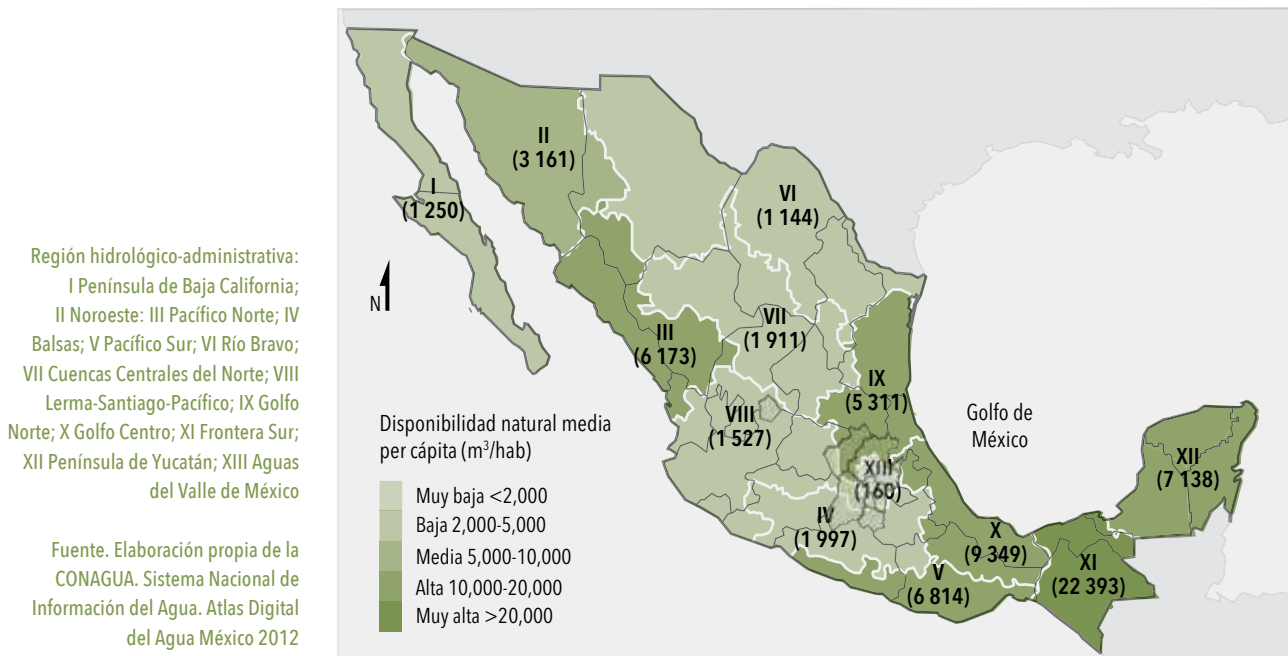 Región hidrológico-administrativa:
I Península de Baja California;
II Noroeste: III Pacífico Norte; IV
Balsas; V Pacífico Sur; VI Río Bravo;
VII Cuencas Centrales del Norte; VIII
Lerma-Santiago-Pacífico; IX Golfo
Norte; X Golfo Centro; XI Frontera Sur;
XII Península de Yucatán; XIII Aguas
del Valle de México
Fuente. Elaboración propia de la
CONAGUA. Sistema Nacional de
Información del Agua. Atlas Digital
del Agua México 2012
II
(3 161)
I
(1 250)
VI
(1 144)
N
III
(6 173)
VII
(1 911)
IX
(5 311)
VIII
(1 527)
XIII
(160)
IV
(1 997)
V
(6 814)
X
(9 349)
XI
(22 393)
XII
(7 138)
Golfo de
México
Disponibilidad natural media
per cápita (m³/hab)
Muy baja <2,000
Baja 2,000-5,000
Media 5,000-10,000
Alta 10,000-20,000
Muy alta >20,000